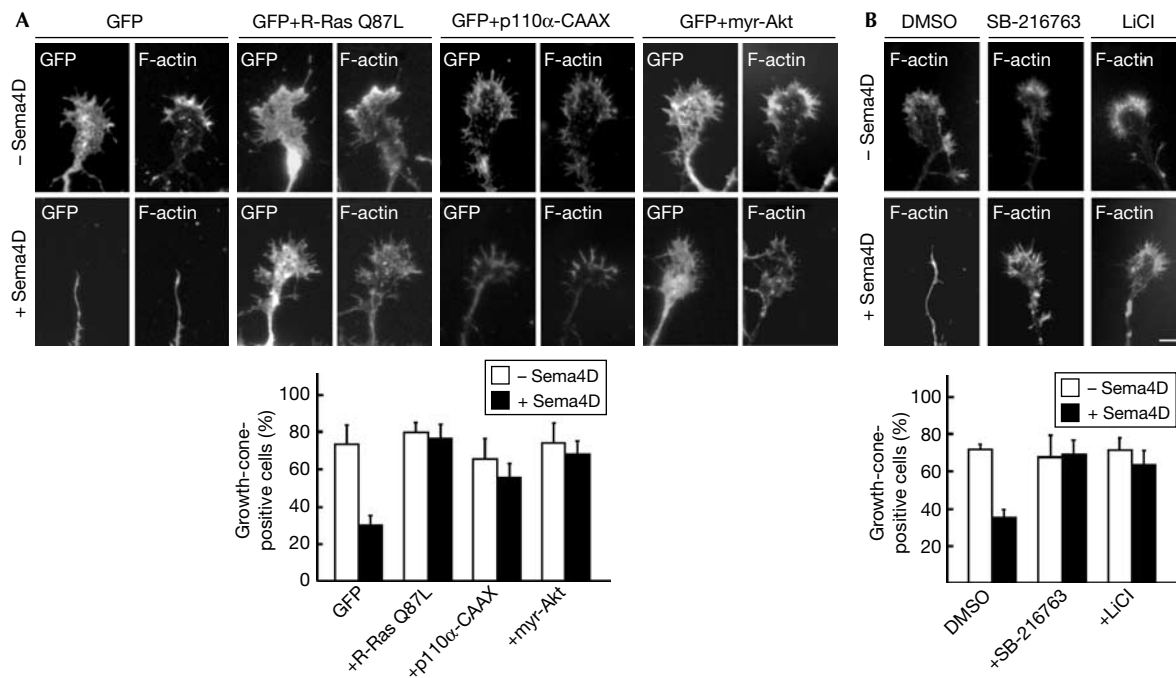 A
GFP
GFP+R-Ras Q87L
GFP+p110α-CAAX
GFP+myr-Akt
GFP
F-actin
GFP
F-actin
GFP
F-actin
GFP
F-actin
– Sema4D
GFP
F-actin
GFP
F-actin
GFP
F-actin
GFP
F-actin
+ Sema4D
– Sema4D
+ Sema4D
Growth-cone-
positive cells (%)
100
80
60
40
20
0
GFP
+R-Ras Q87L
+p110α-CAAX
+myr-Akt
B
DMSO
SB-216763
LiCl
F-actin
F-actin
F-actin
– Sema4D
F-actin
F-actin
F-actin
+ Sema4D
– Sema4D
+ Sema4D
Growth-cone-
positive cells (%)
100
80
60
40
20
DMSO
+SB-216763
+LiCl